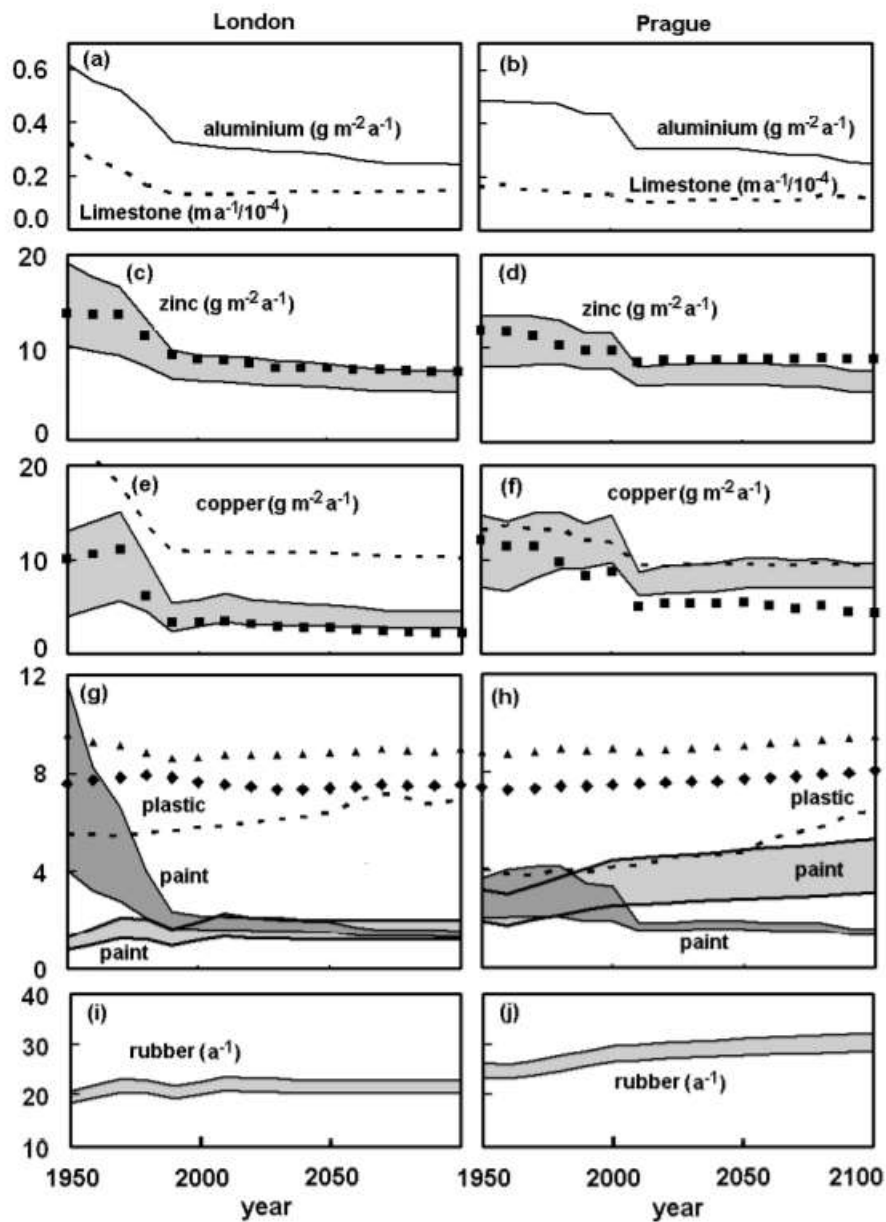 London
Prague
(a)
(b)
0.6
0.4
0.2
0.0
aluminium (g m⁻² a⁻¹)
aluminium (g m⁻² a⁻¹)
Limestone (m a⁻¹/10⁻⁴)
Limestone (m a⁻¹/10⁻⁴)
20
10
0
(c)
(d)
zinc (g m⁻² a⁻¹)
zinc (g m⁻² a⁻¹)
20
10
0
(e)
(f)
copper (g m⁻² a⁻¹)
copper (g m⁻² a⁻¹)
12
8
4
0
(g)
(h)
plastic
plastic
paint
paint
paint
paint
40
30
20
10
(i)
(j)
rubber (a⁻¹)
rubber (a⁻¹)
1950 2000 2050
1950 2000 2050 2100
year
year